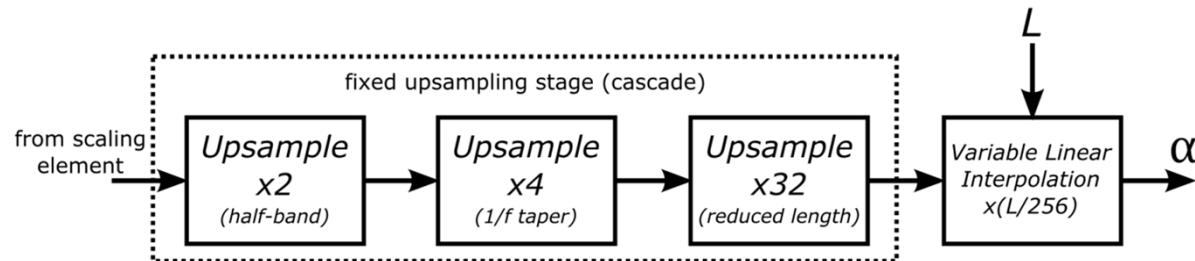 L
fixed upsampling stage (cascade)
from scaling
element
Upsample
x2
(half-band)
Upsample
x4
(1/f taper)
Upsample
x32
(reduced length)
Variable Linear
Interpolation
x(L/256)
α